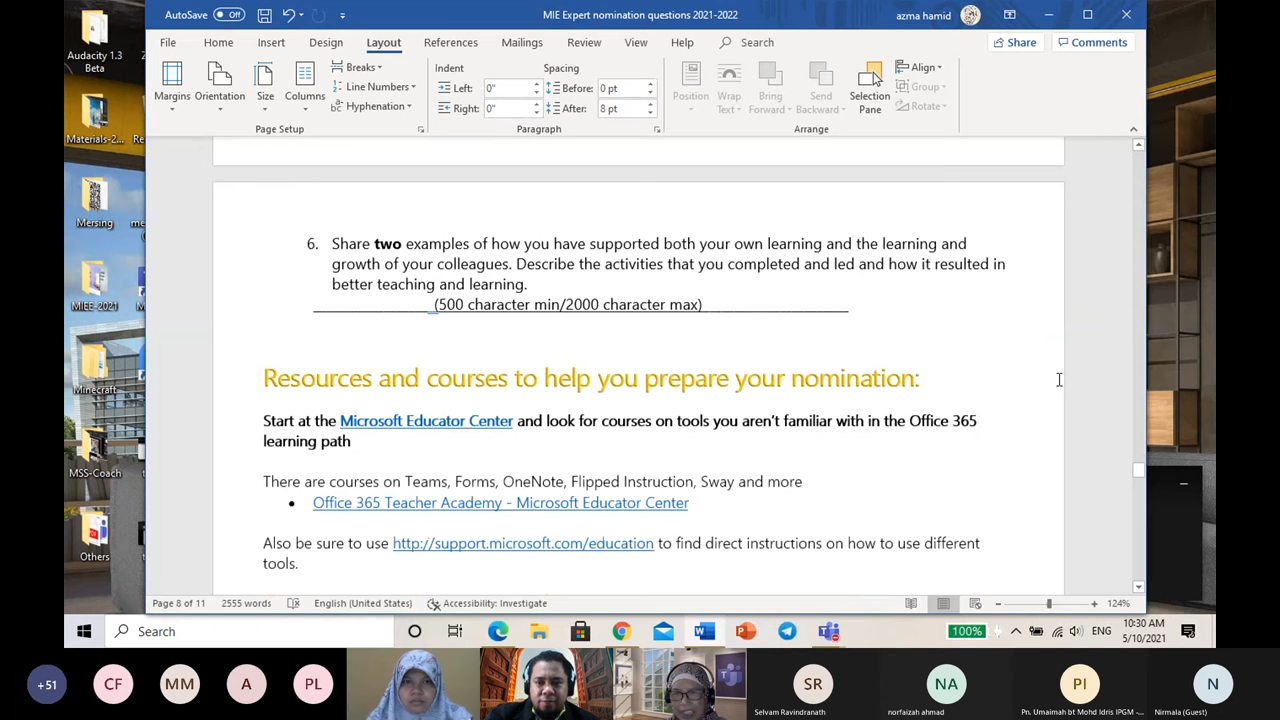 AutoSave Off
MIE Expert nomination questions 2021-2022
azma hamid
File Home Insert Design Layout References Mailings Review View Help Search
Share Comments
Margins
Orientation
Size
Columns
Breaks
Line Numbers
Hyphenation
Page Setup
Indent
Left: 0"
Right: 0"
Spacing
Before: 0 pt
After: 8 pt
Paragraph
Position
Wrap Text
Bring Forward
Send Backward
Selection Pane
Align
Group
Rotate
Arrange
Audacity 1.3 Beta
Materials-2...
Mersing
MIEE-2021
Minecraft
MSS-Coach
Others
6. Share two examples of how you have supported both your own learning and the learning and
growth of your colleagues. Describe the activities that you completed and led and how it resulted in
better teaching and learning.
(500 character min/2000 character max)
Resources and courses to help you prepare your nomination:
Start at the Microsoft Educator Center and look for courses on tools you aren't familiar with in the Office 365
learning path
There are courses on Teams, Forms, OneNote, Flipped Instruction, Sway and more
• Office 365 Teacher Academy - Microsoft Educator Center
Also be sure to use http://support.microsoft.com/education to find direct instructions on how to use different
tools.
Page 8 of 11 2555 words English (United States) Accessibility: Investigate 124%
Search
100%
ENG
10:30 AM
5/10/2021
+51
CF
MM
A
PL
SR
Selvam Ravindranath
NA
norfaizah ahmad
PI
Pn. Umaimah bt Mohd Idris IPGM -...
N
Nirmala (Guest)